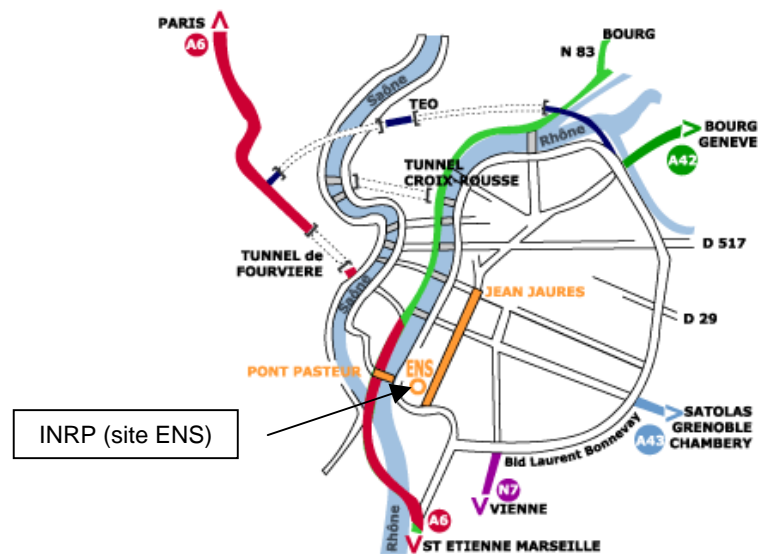 PARIS
A6
BOURG
N 83
Saône
TEO
Rhône
BOURG
GENEVE
A42
TUNNEL
CROIX-ROUSSE
D 517
TUNNEL de
FOURVIERE
Saône
JEAN JAURES
D 29
PONT PASTEUR
ENS
INRP (site ENS)
SATOLAS
GRENOBLE
CHAMBERY
A43
Bld Laurent Bonnevay
N7
VIENNE
A6
Rhône
ST ETIENNE MARSEILLE